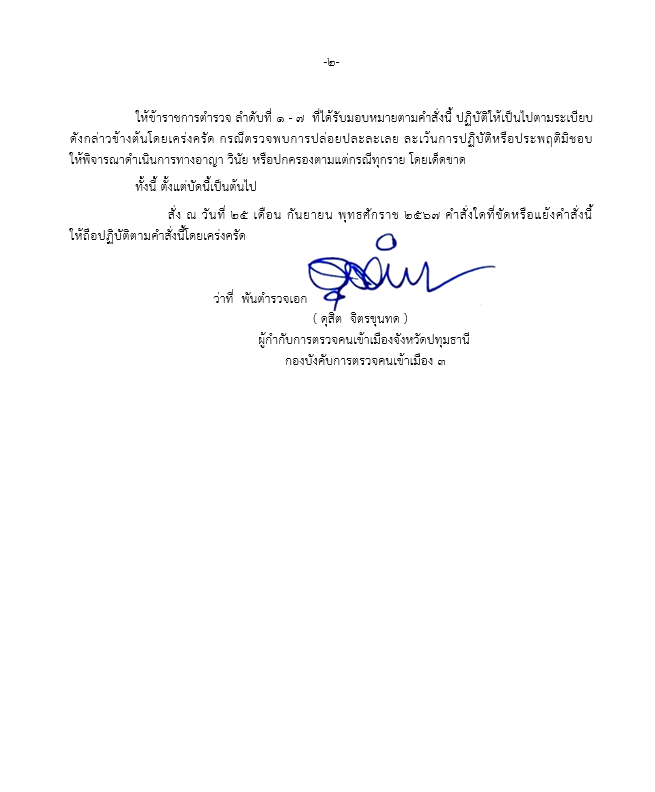 -๒-
ให้ข้าราชการตำรวจ ลำดับที่ ๑ - ๗ ที่ได้รับมอบหมายตามคำสั่งนี้ ปฏิบัติให้เป็นไปตามระเบียบ
ดังกล่าวข้างต้นโดยเคร่งครัด กรณีตรวจพบการปล่อยปละละเลย ละเว้นการปฏิบัติหรือประพฤติมิชอบ
ให้พิจารณาดำเนินการทางอาญา วินัย หรือปกครองตามแต่กรณีทุกราย โดยเด็ดขาด
ทั้งนี้ ตั้งแต่บัดนี้เป็นต้นไป
สั่ง ณ วันที่ ๒๕ เดือน กันยายน พุทธศักราช ๒๕๖๗ คำสั่งใดที่ขัดหรือแย้งคำสั่งนี้
ให้ถือปฏิบัติตามคำสั่งนี้โดยเคร่งครัด
ว่าที่ พันตำรวจเอก
( ดุสิต จิตรขุนทด )
ผู้กำกับการตรวจคนเข้าเมืองจังหวัดปทุมธานี
กองบังคับการตรวจคนเข้าเมือง ๓